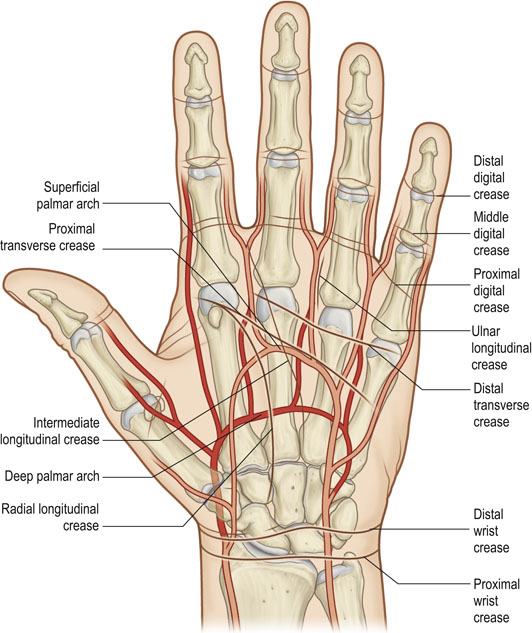 Superficial
palmar arch
Proximal
transverse crease
Intermediate
longitudinal crease
Deep palmar arch
Radial longitudinal
crease
Distal
digital
crease
Middle
digital
crease
Proximal
digital
crease
Ulnar
longitudinal
crease
Distal
transverse
crease
Distal
wrist
crease
Proximal
wrist
crease